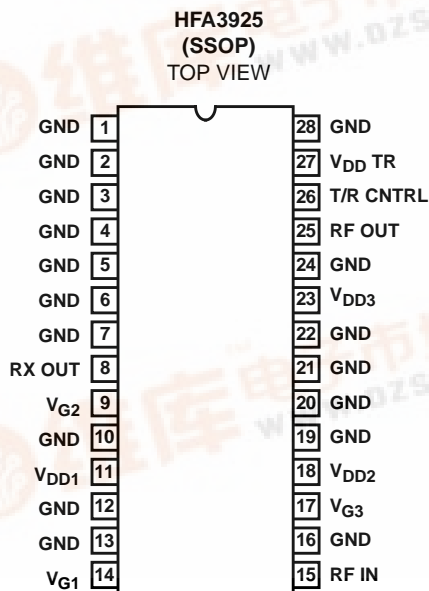 HFA3925
(SSOP)
TOP VIEW
GND 1 28 GND
GND 2 27 VDD TR
GND 3 26 T/R CNTRL
GND 4 25 RF OUT
GND 5 24 GND
GND 6 23 VDD3
GND 7 22 GND
RX OUT 8 21 GND
VG2 9 20 GND
GND 10 19 GND
VDD1 11 18 VDD2
GND 12 17 VG3
GND 13 16 GND
VG1 14 15 RF IN